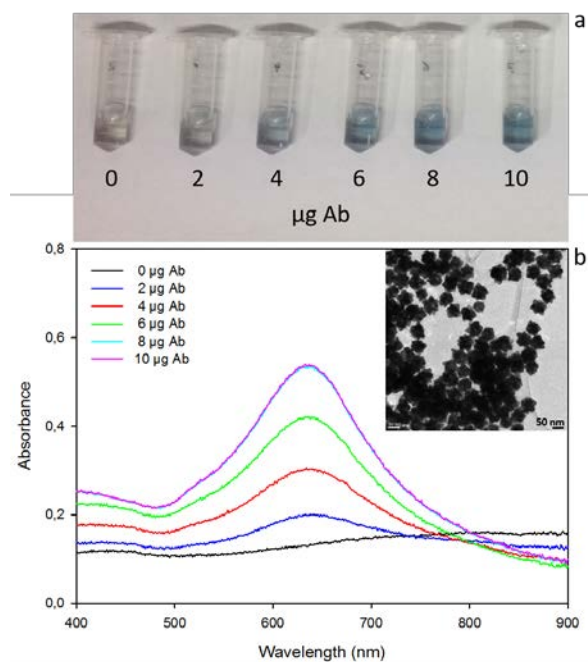 a
0 2 4 6 8 10
µg Ab
b
0,8
0,6
0,4
0,2
0,0
Absorbance
0 µg Ab
2 µg Ab
4 µg Ab
6 µg Ab
8 µg Ab
10 µg Ab
50 nm
400 500 600 700 800 900
Wavelength (nm)